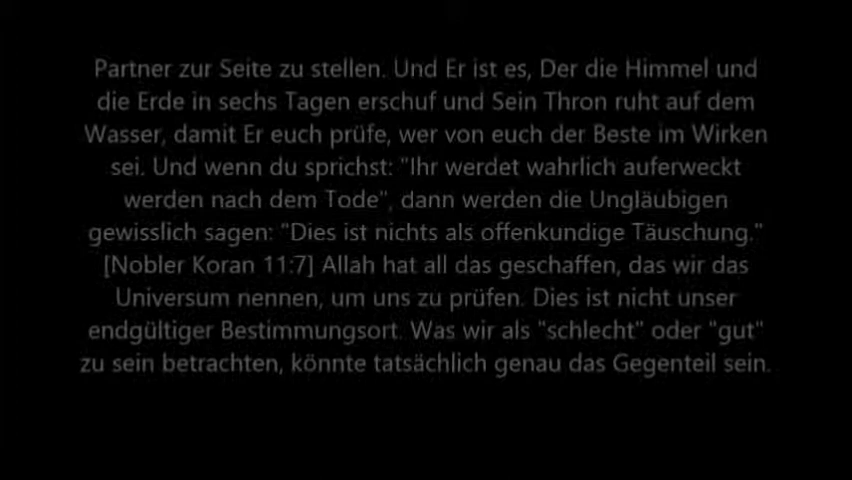 Partner zur Seite zu stellen. Und Er ist es, Der die Himmel und
die Erde in sechs Tagen erschuf und Sein Thron ruht auf dem
Wasser, damit Er euch prüfe, wer von euch der Beste im Wirken
sei. Und wenn du sprichst: "Ihr werdet wahrlich auferweckt
werden nach dem Tode", dann werden die Ungläubigen
gewisslich sagen: "Dies ist nichts als offenkundige Täuschung."
[Nobler Koran 11:7] Allah hat all das geschaffen, das wir das
Universum nennen, um uns zu prüfen. Dies ist nicht unser
endgültiger Bestimmungsort. Was wir als "schlecht" oder "gut"
zu sein betrachten, könnte tatsächlich genau das Gegenteil sein.